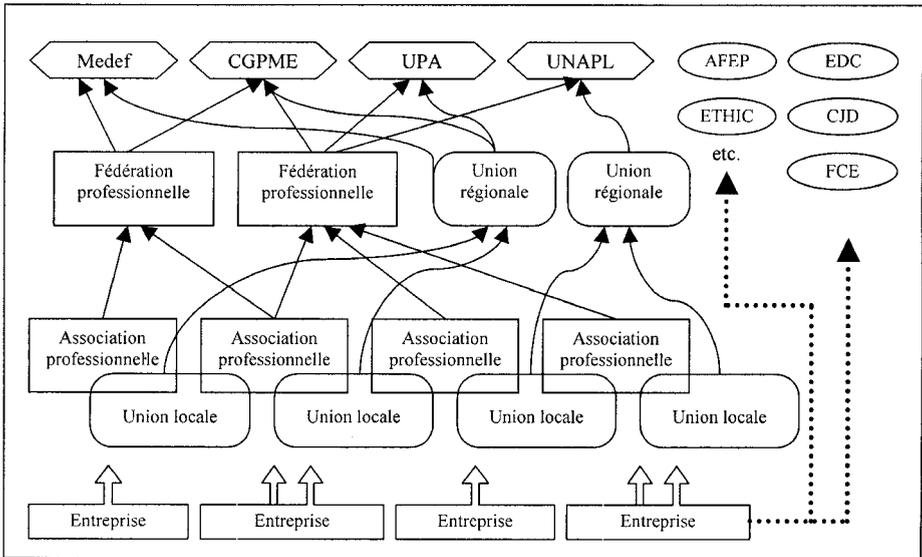 Medef
CGPME
UPA
UNAPL
AFEP
EDC
ETHIC
CJD
etc.
FCE
Fédération
professionnelle
Fédération
professionnelle
Union
régionale
Union
régionale
Association
professionnelle
Association
professionnelle
Association
professionnelle
Association
professionnelle
Union locale
Union locale
Union locale
Union locale
Entreprise
Entreprise
Entreprise
Entreprise